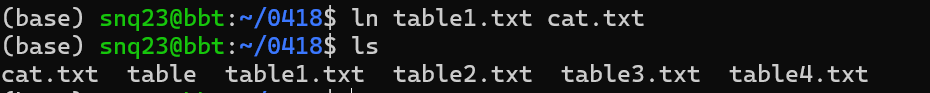 (base) snq23@bbt:~/0418$ ln table1.txt cat.txt
(base) snq23@bbt:~/0418$ ls
cat.txt  table  table1.txt  table2.txt  table3.txt  table4.txt